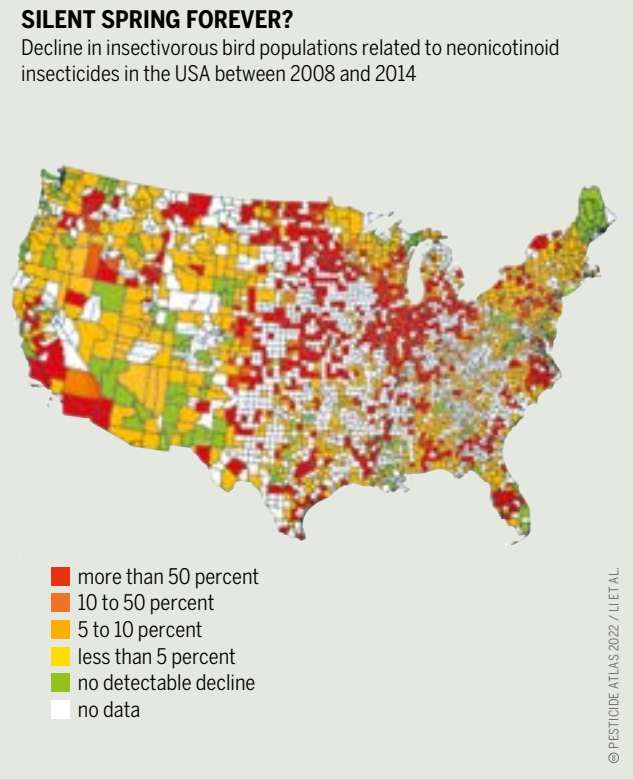 SILENT SPRING FOREVER?
Decline in insectivorous bird populations related to neonicotinoid
insecticides in the USA between 2008 and 2014
more than 50 percent
10 to 50 percent
5 to 10 percent
less than 5 percent
no detectable decline
no data
© PESTICIDE ATLAS 2022 / LI ET AL.